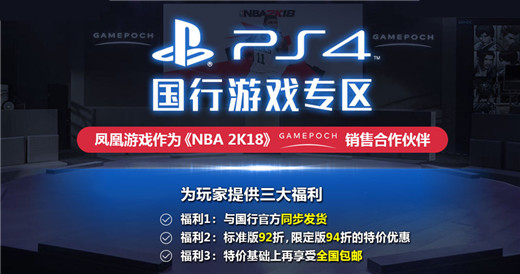 NBA2K18
GAMEPOCH
PS4
国行游戏专区
凤凰游戏作为《NBA 2K18》 GAMEPOCH 销售合作伙伴
为玩家提供三大福利
福利1：与国行官方同步发货
福利2：标准版92折，限定版94折的特价优惠
福利3：特价基础上再享受全国包邮